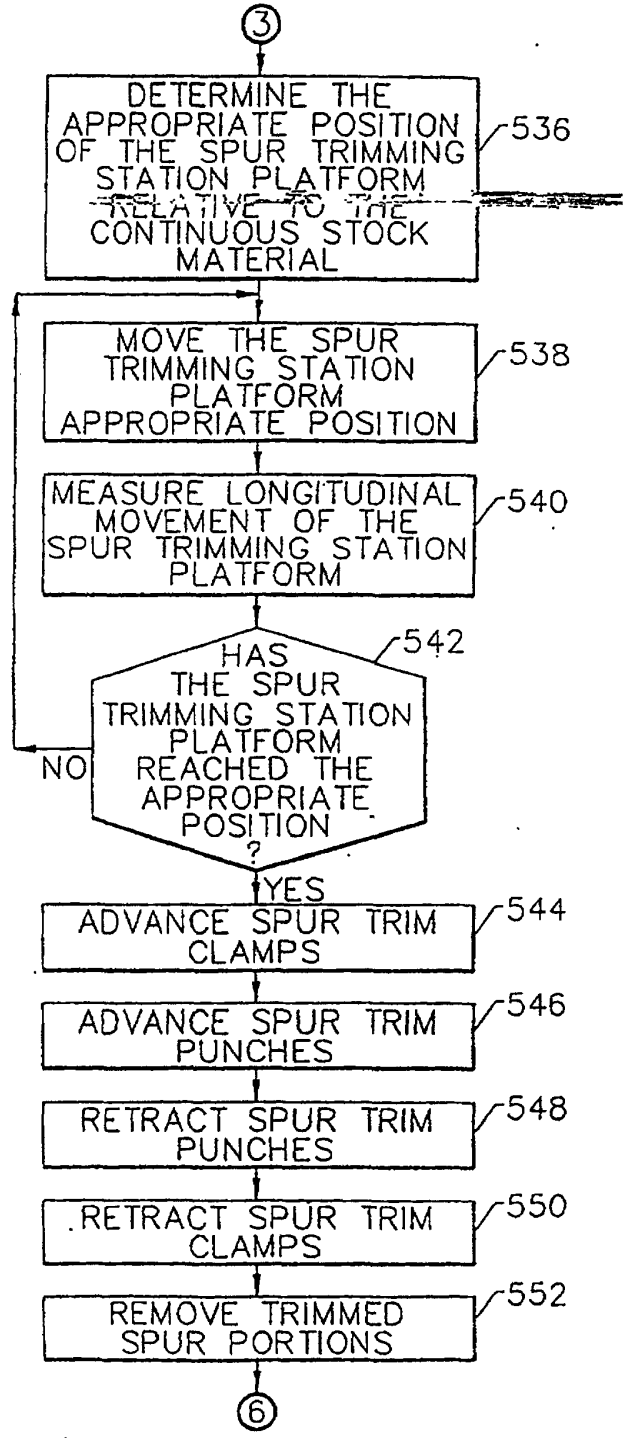 3
DETERMINE THE
APPROPRIATE POSITION
OF THE SPUR TRIMMING
STATION PLATFORM
RELATIVE TO THE
CONTINUOUS STOCK
MATERIAL
536
MOVE THE SPUR
TRIMMING STATION
PLATFORM
APPROPRIATE POSITION
538
MEASURE LONGITUDINAL
MOVEMENT OF THE
SPUR TRIMMING STATION
PLATFORM
540
542
HAS
THE SPUR
TRIMMING STATION
PLATFORM
REACHED THE
APPROPRIATE
POSITION
?
NO
YES
ADVANCE SPUR TRIM
CLAMPS
544
ADVANCE SPUR TRIM
PUNCHES
546
RETRACT SPUR TRIM
PUNCHES
548
RETRACT SPUR TRIM
CLAMPS
550
REMOVE TRIMMED
SPUR PORTIONS
552
6